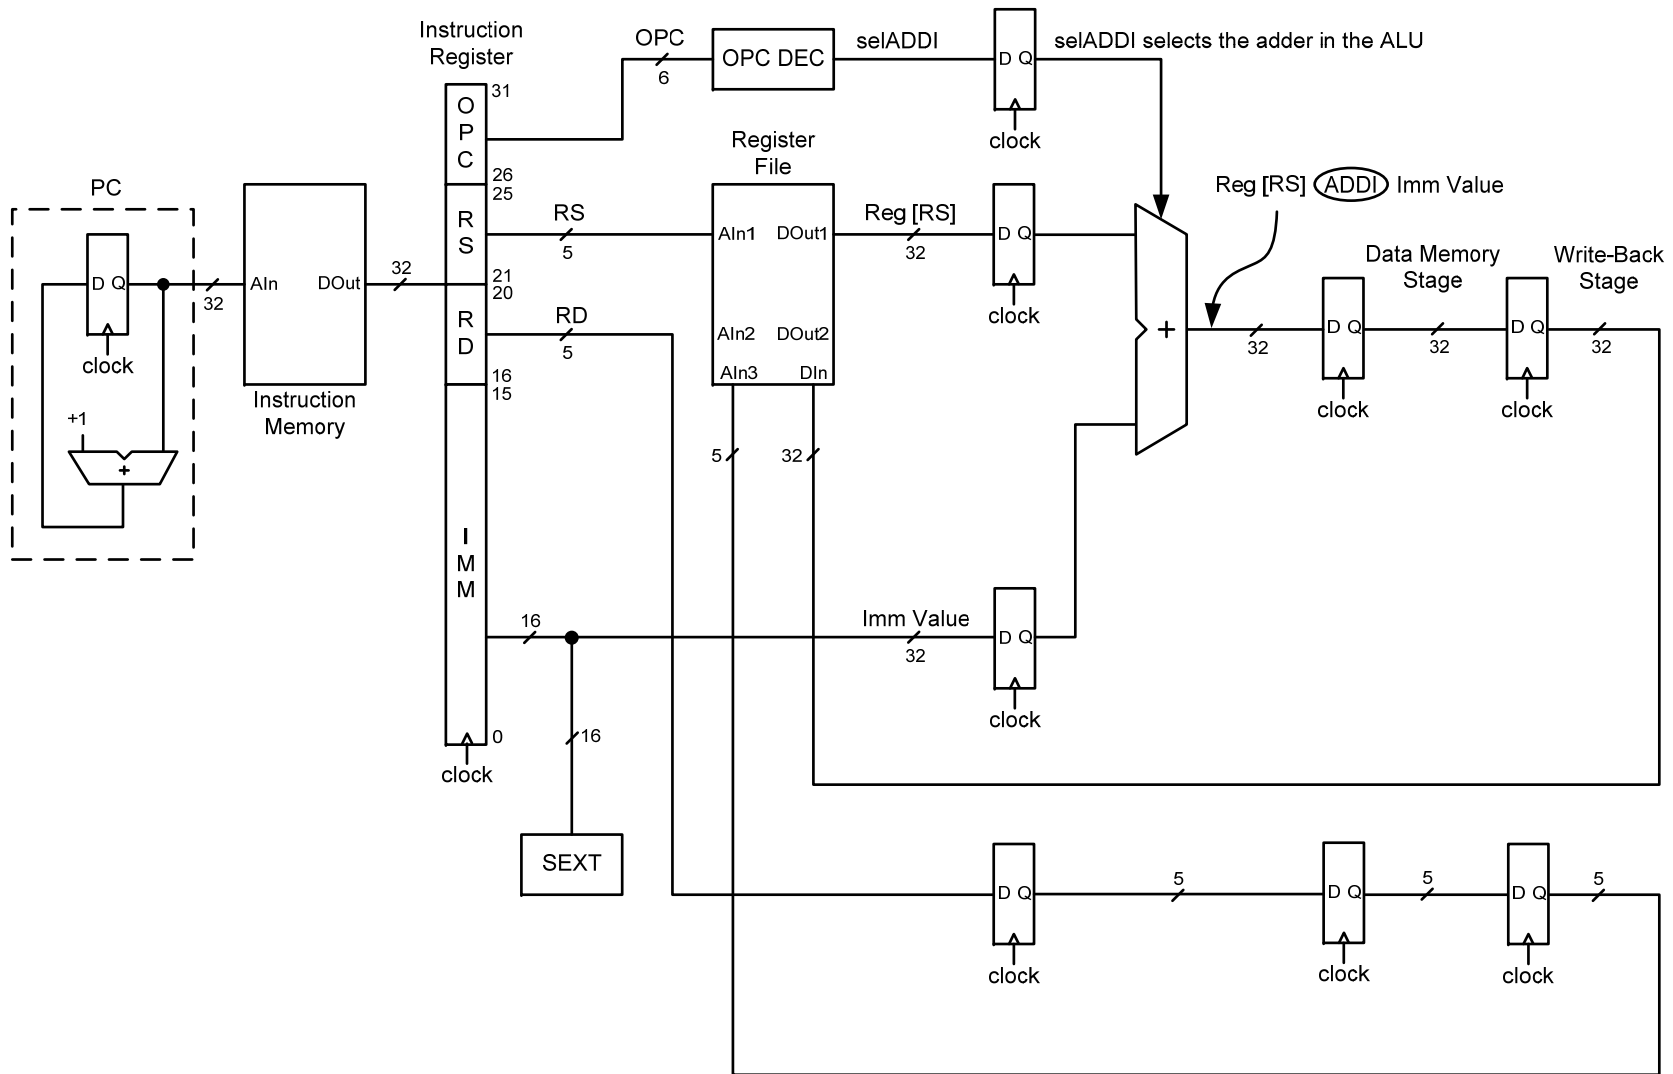 Instruction
Register
OPC
6
OPC DEC
selADDI
D Q
clock
selADDI selects the adder in the ALU
31
O
P
C
26
25
R
S
21
20
R
D
16
15
I
M
M
0
clock
PC
D Q
clock
+1
+
32
AIn
DOut
Instruction
Memory
32
RS
5
RD
5
Register
File
AIn1
DOut1
AIn2
DOut2
AIn3
DIn
5
32
Reg [RS]
32
D Q
clock
+
Reg [RS] ADDI Imm Value
32
D Q
clock
Data Memory
Stage
32
D Q
clock
Write-Back
Stage
32
16
16
SEXT
Imm Value
32
D Q
clock
D Q
clock
5
D Q
clock
5
D Q
clock
5